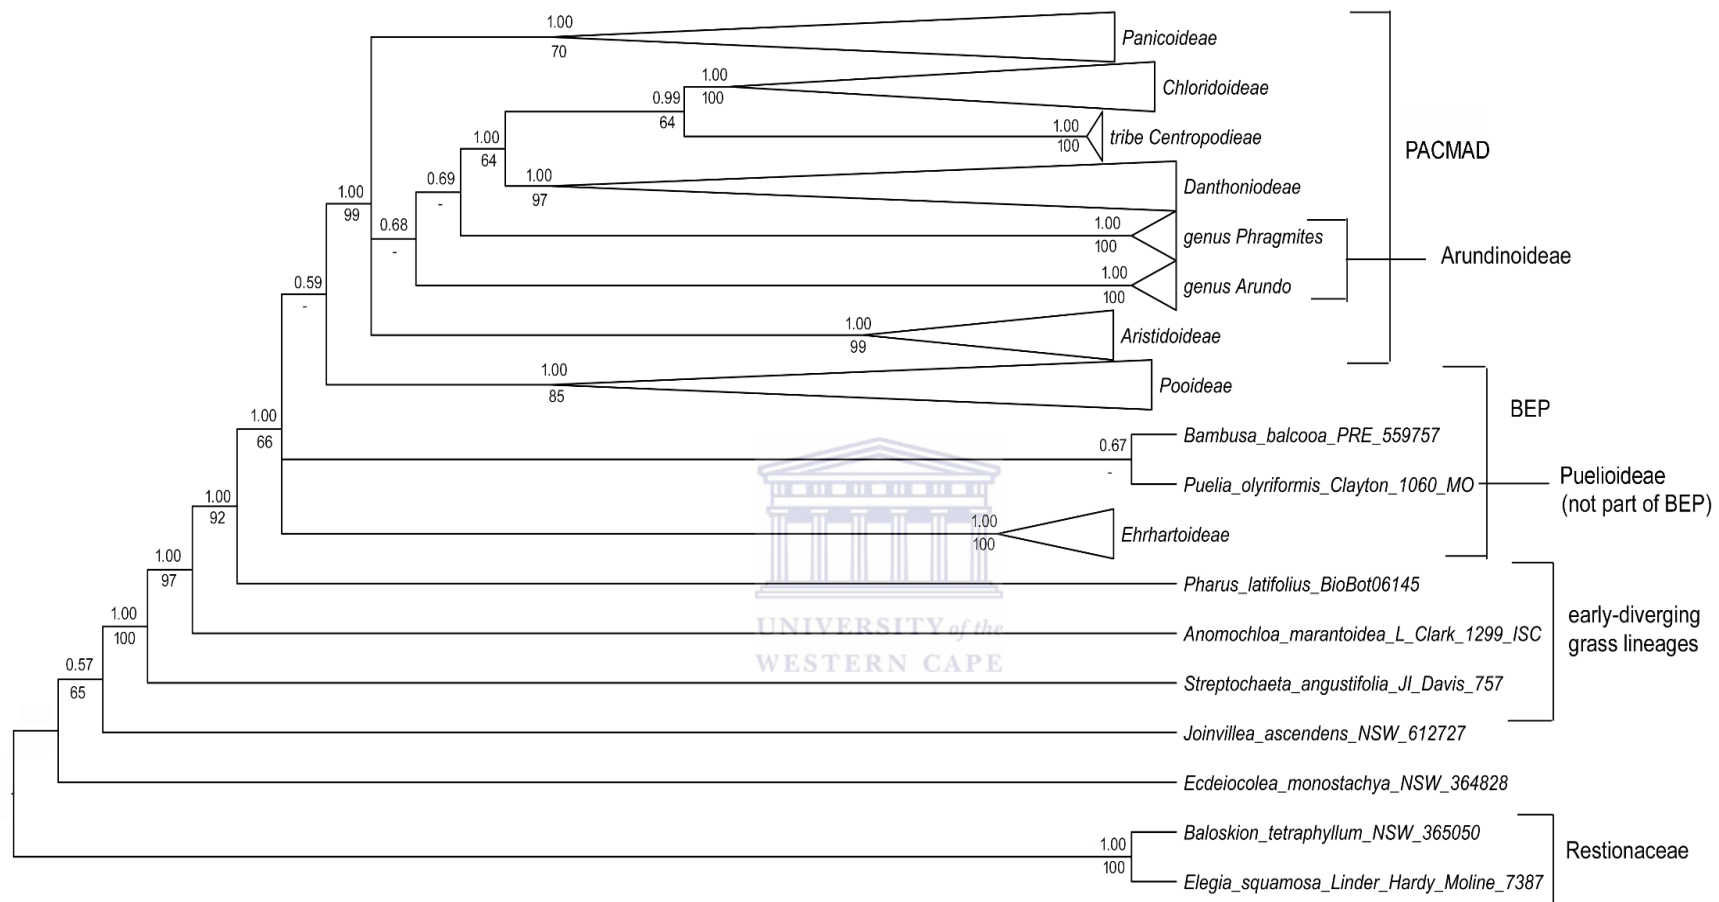 1.00
70
Panicoideae
1.00
100
Chloridoideae
0.99
64
1.00
100
tribe Centropodieae
PACMAD
1.00
64
1.00
97
Danthoniodeae
0.69
-
1.00
99
0.68
-
1.00
100
genus Phragmites
Arundinoideae
1.00
100
genus Arundo
0.59
-
1.00
99
Aristidoideae
1.00
85
Pooideae
BEP
1.00
66
0.67
-
Bambusa_balcooa_PRE_559757
Puelia_olyriformis_Clayton_1060_MO
Puelioideae
(not part of BEP)
1.00
92
1.00
100
Ehrhartoideae
1.00
97
Pharus_latifolius_BioBot06145
early-diverging
grass lineages
1.00
100
Anomochloa_marantoidea_L_Clark_1299_ISC
UNIVERSITY of the
WESTERN CAPE
0.57
65
Streptochaeta_angustifolia_JI_Davis_757
Joinvillea_ascendens_NSW_612727
Ecdeiocolea_monostachya_NSW_364828
1.00
100
Baloskion_tetraphyllum_NSW_365050
Restionaceae
Elegia_squamosa_Linder_Hardy_Moline_7387